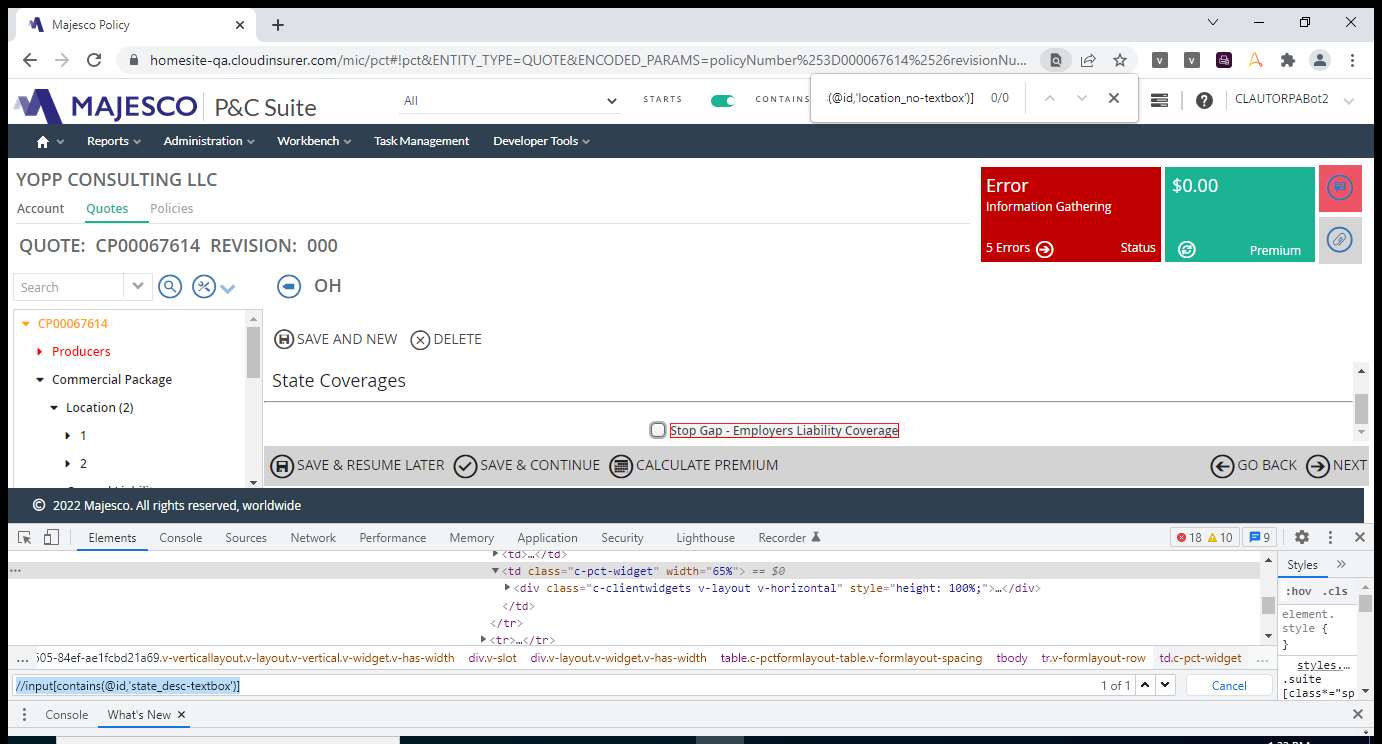 Majesco Policy
homesite-qa.cloudinsurer.com/mic/pct#!pct&ENTITY_TYPE=QUOTE&ENCODED_PARAMS=policyNumber%253D000067614%2526revisionNu...
MAJESCO P&C Suite
All
STARTS
CONTAINS
(@id,'location_no-textbox')] 0/0
CLAUTORPABot2
Reports Administration Workbench Task Management Developer Tools
YOPP CONSULTING LLC
Account Quotes Policies
Error
Information Gathering
5 Errors Status
$0.00
Premium
QUOTE: CP00067614 REVISION: 000
Search
OH
CP00067614
Producers
Commercial Package
Location (2)
1
2
SAVE AND NEW DELETE
State Coverages
Stop Gap - Employers Liability Coverage
SAVE & RESUME LATER SAVE & CONTINUE CALCULATE PREMIUM GO BACK NEXT
© 2022 Majesco. All rights reserved, worldwide
Elements Console Sources Network Performance Memory Application Security Lighthouse Recorder 18 10 9
<td>…</td>
<td class="c-pct-widget" width="65%"> == $0
<div class="c-clientwidgets v-layout v-horizontal" style="height: 100%;">…</div>
</td>
</tr>
<tr>…</tr>
Styles
:hov .cls
element.
style {
}
styles.…
.suite
[class*="sp
... 505-84ef-ae1fcbd21a69.v-verticallayout.v-layout.v-vertical.v-widget.v-has-width div.v-slot div.v-layout.v-widget.v-has-width table.c-pctformlayout-table.v-formlayout-spacing tbody tr.v-formlayout-row td.c-pct-widget ...
//input[contains(@id,'state_desc-textbox')] 1 of 1 Cancel
Console What's New